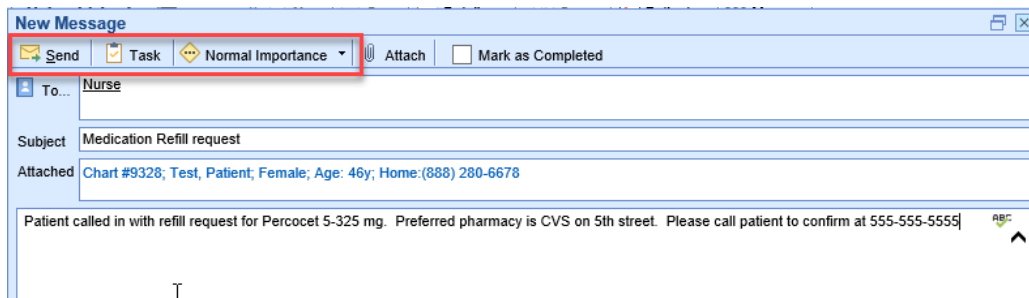 New Message
Send Task Normal Importance Attach Mark as Completed
To... Nurse
Subject Medication Refill request
Attached Chart #9328; Test, Patient; Female; Age: 46y; Home:(888) 280-6678
Patient called in with refill request for Percocet 5-325 mg. Preferred pharmacy is CVS on 5th street. Please call patient to confirm at 555-555-5555
ABC